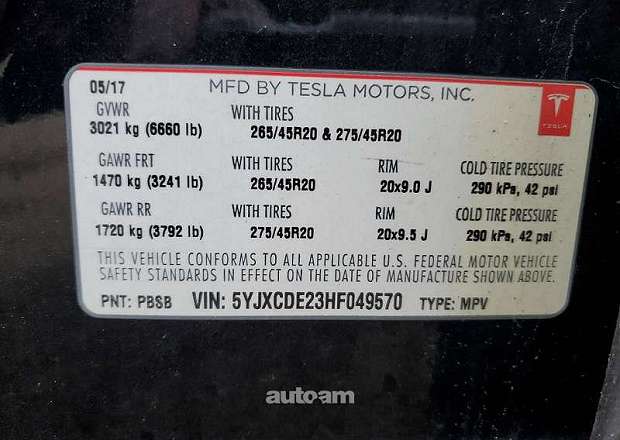 05/17 MFD BY TESLA MOTORS, INC.
GVWR WITH TIRES
3021 kg (6660 lb) 265/45R20 & 275/45R20
TESLA
GAWR FRT WITH TIRES RIM COLD TIRE PRESSURE
1470 kg (3241 lb) 265/45R20 20x9.0 J 290 kPa, 42 psi
GAWR RR WITH TIRES RIM COLD TIRE PRESSURE
1720 kg (3792 lb) 275/45R20 20x9.5 J 290 kPa, 42 psi
THIS VEHICLE CONFORMS TO ALL APPLICABLE U.S. FEDERAL MOTOR VEHICLE
SAFETY STANDARDS IN EFFECT ON THE DATE OF MANUFACTURE SHOWN ABOVE.
PNT: PBSB VIN: 5YJXCDE23HF049570 TYPE: MPV
auto.am